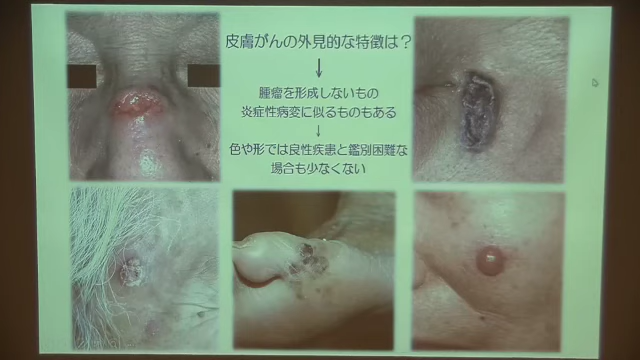 皮膚がんの外見的な特徴は？
↓
腫瘤を形成しないもの
炎症性病変に似るものもある
↓
色や形では良性疾患と鑑別困難な
場合も少なくない